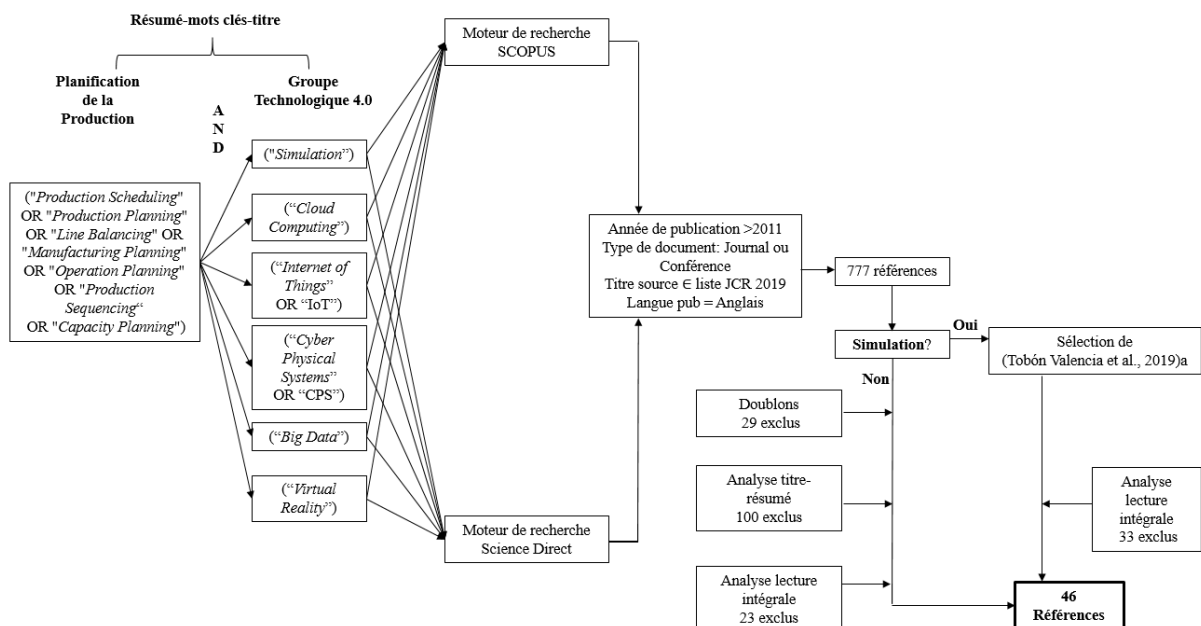 Résumé-mots clés-titre
Planification
de la
Production
A
N
D
Groupe
Technologique 4.0
("Production Scheduling"
OR "Production Planning"
OR "Line Balancing" OR
"Manufacturing Planning"
OR "Operation Planning"
OR "Production
Sequencing“
OR "Capacity Planning")
("Simulation”)
(“Cloud
Computing”)
(“Internet of
Things”
OR “IoT”)
(“Cyber
Physical
Systems”
OR “CPS”)
(“Big Data”)
(“Virtual
Reality”)
Moteur de recherche
SCOPUS
Moteur de recherche
Science Direct
Année de publication >2011
Type de document: Journal ou
Conférence
Titre source ∈ liste JCR 2019
Langue pub = Anglais
777 références
Simulation?
Oui
Non
Sélection de
(Tobón Valencia et al., 2019)a
Doublons
29 exclus
Analyse titre-
résumé
100 exclus
Analyse lecture
intégrale
23 exclus
Analyse
lecture
intégrale
33 exclus
46
Références